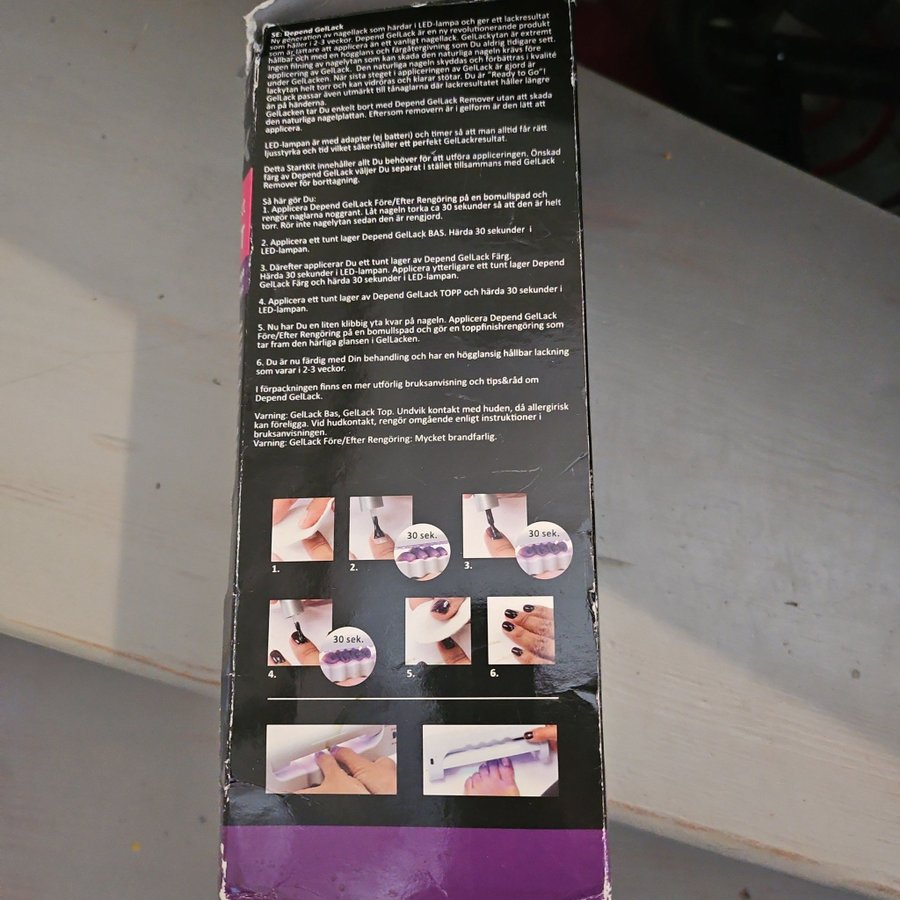 SE: Depend GelLack
Ny generation av nagellack som härdar i LED-lampa och ger ett lackresultat
som håller i 2-3 veckor. Depend GelLack är en ny revolutionerande produkt
som är lättare att applicera än ett vanligt nagellack. GelLackytan är extremt
hållbar och med en högglans och färgåtergivning som Du aldrig tidigare sett.
Ingen filning av nagelytan som kan skada den naturliga nageln krävs före
applicering av GelLack. Den naturliga nageln skyddas och förbättras i kvalité
under GelLacken. När sista steget i appliceringen av GelLack är gjord är
lackytan helt torr och kan vidröras och klarar stötar. Du är "Ready to Go"!
GelLack passar även utmärkt till tånaglarna där lackresultatet håller längre
än på händerna.
GelLacken tar Du enkelt bort med Depend GelLack Remover utan att skada
den naturliga nagelplattan. Eftersom removern är i gelform är den lätt att
applicera.
LED-lampan är med adapter (ej batteri) och timer så att man alltid får rätt
ljusstyrka och tid vilket säkerställer ett perfekt GelLackresultat.
Detta StartKit innehåller allt Du behöver för att utföra appliceringen. Önskad
färg av Depend GelLack väljer Du separat i stället tillsammans med GelLack
Remover för borttagning.
Så här gör Du:
1. Applicera Depend GelLack Före/Efter Rengöring på en bomullspad och
rengör naglarna noggrant. Låt nageln torka ca 30 sekunder så att den är helt
torr. Rör inte nagelytan sedan den är rengjord.
2. Applicera ett tunt lager Depend GelLack BAS. Härda 30 sekunder i
LED-lampan.
3. Därefter applicerar Du ett tunt lager av Depend GelLack Färg.
Härda 30 sekunder i LED-lampan. Applicera ytterligare ett tunt lager Depend
GelLack Färg och härda 30 sekunder i LED-lampan.
4. Applicera ett tunt lager av Depend GelLack TOPP och härda 30 sekunder i
LED-lampan.
5. Nu har Du en liten klibbig yta kvar på nageln. Applicera Depend GelLack
Före/Efter Rengöring på en bomullspad och gör en toppfinishrengöring som
tar fram den härliga glansen i GelLacken.
6. Du är nu färdig med Din behandling och har en högglansig hållbar lackning
som varar i 2-3 veckor.
I förpackningen finns en mer utförlig bruksanvisning och tips&råd om
Depend GelLack.
Varning: GelLack Bas, GelLack Top. Undvik kontakt med huden, då allergirisk
kan föreligga. Vid hudkontakt, rengör omgående enligt instruktioner i
bruksanvisningen.
Varning: GelLack Före/Efter Rengöring: Mycket brandfarlig.
30 sek.
30 sek.
1.
2.
3.
30 sek.
4.
5.
6.